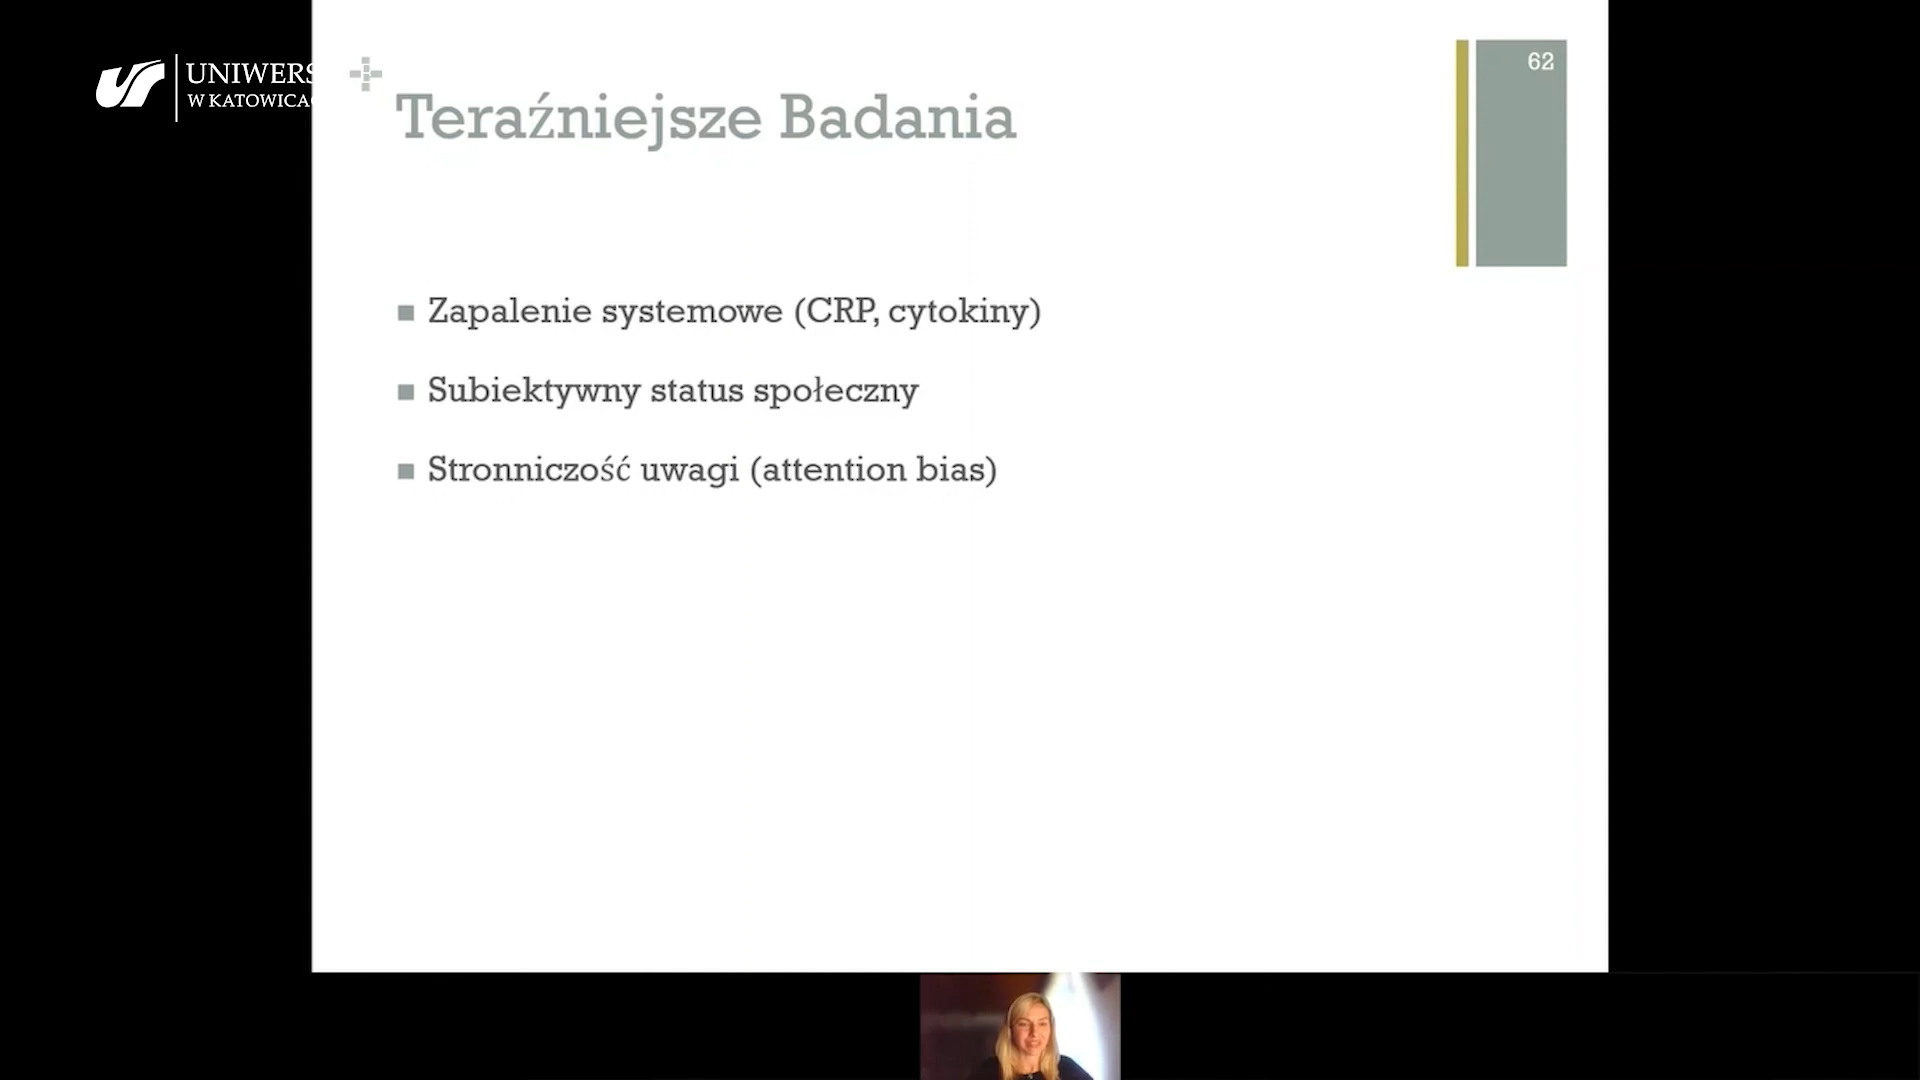 UNIWERS
W KATOWICA
62
Teraźniejsze Badania
Zapalenie systemowe (CRP, cytokiny)
Subiektywny status społeczny
Stronniczość uwagi (attention bias)